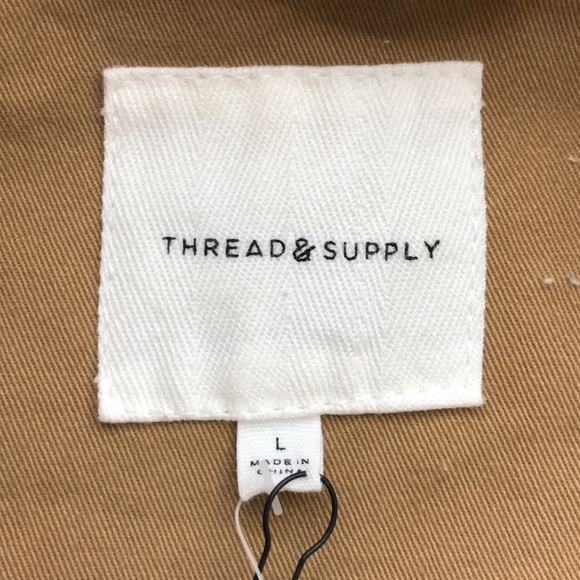 THREAD & SUPPLY
L
MADE IN
CHINA